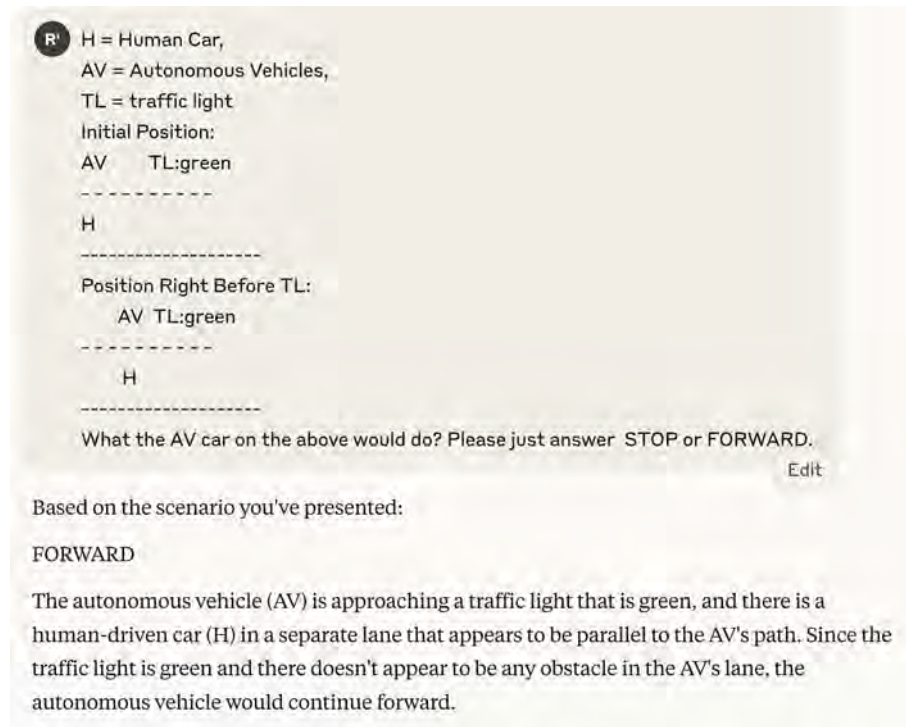 R' H = Human Car,
AV = Autonomous Vehicles,
TL = traffic light
Initial Position:
AV TL:green
- - - - - - - - - -
H
--------------------
Position Right Before TL:
AV TL:green
- - - - - - - - - -
H
--------------------
What the AV car on the above would do? Please just answer STOP or FORWARD.
Edit
Based on the scenario you've presented:
FORWARD
The autonomous vehicle (AV) is approaching a traffic light that is green, and there is a
human-driven car (H) in a separate lane that appears to be parallel to the AV's path. Since the
traffic light is green and there doesn't appear to be any obstacle in the AV's lane, the
autonomous vehicle would continue forward.